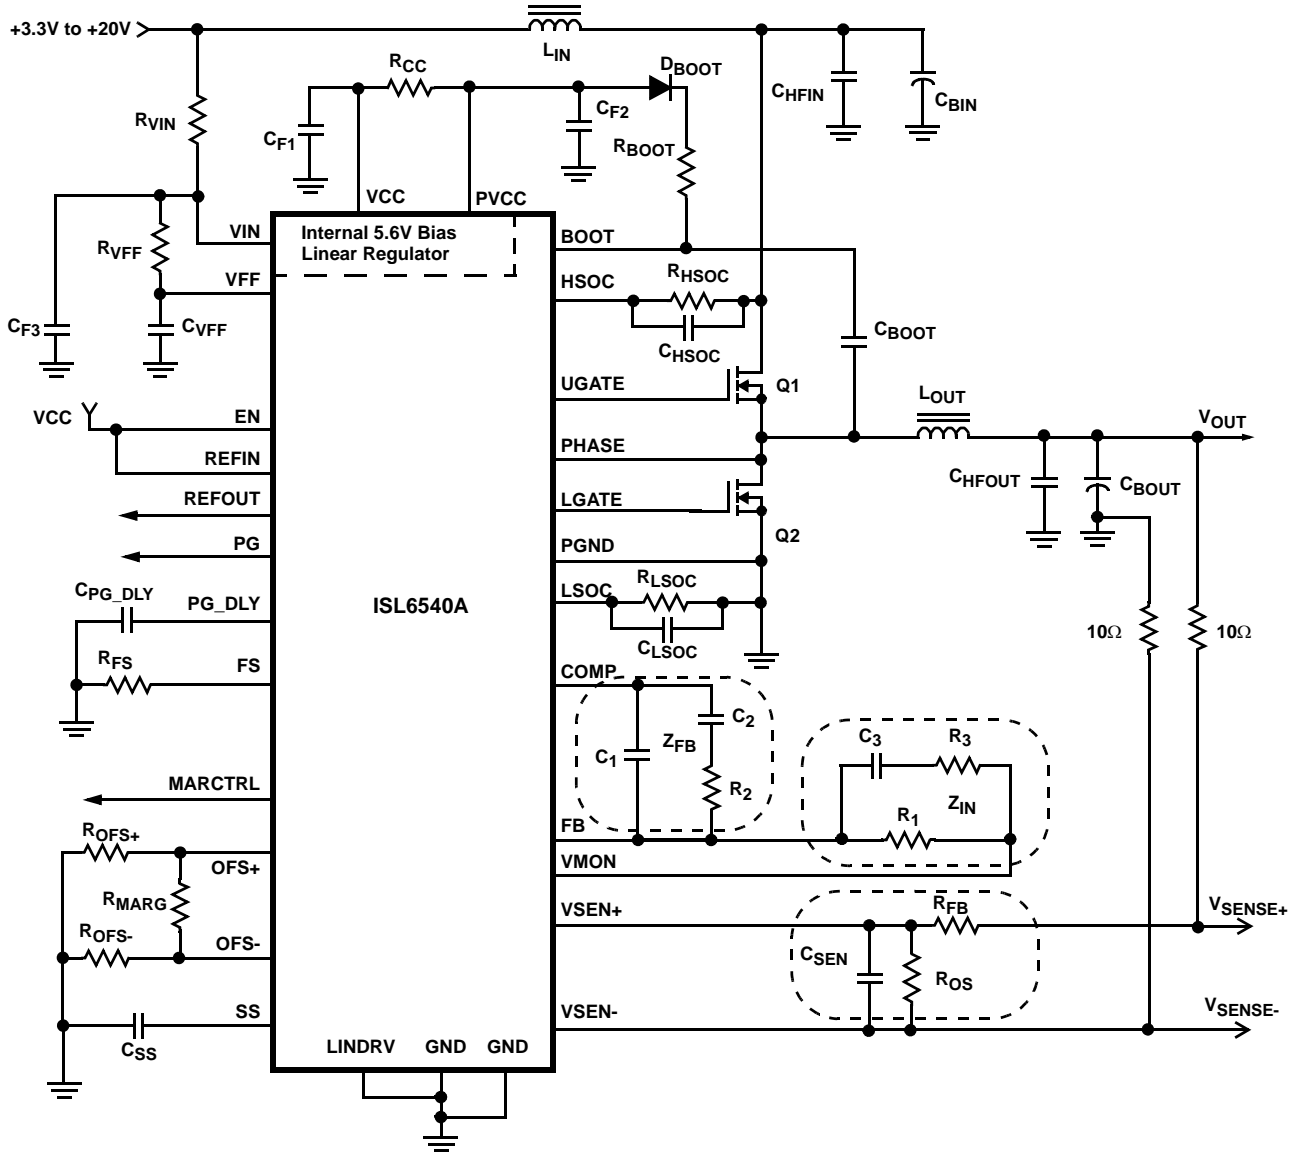 +3.3V to +20V
LIN
RCC
DBOOT
CHFIN
CBIN
RVIN
CF1
CF2
RBOOT
VCC
PVCC
VIN
Internal 5.6V Bias
Linear Regulator
BOOT
RVFF
VFF
HSOC
RHSOC
CF3
CVFF
CHSOC
CBOOT
UGATE
Q1
VCC
EN
LOUT
VOUT
REFIN
PHASE
CHFOUT
CBOUT
REFOUT
LGATE
Q2
PG
PGND
CPG_DLY
PG_DLY
ISL6540A
LSOC
RLSOC
CLSOC
10Ω
10Ω
RFS
FS
COMP
C1
ZFB
C2
R2
C3
R3
ZIN
R1
MARCTRL
FB
VMON
ROFS+
OFS+
RMARG
ROFS-
OFS-
VSEN+
RFB
VSENSE+
CSEN
ROS
SS
CSS
VSEN-
VSENSE-
LINDRV
GND
GND